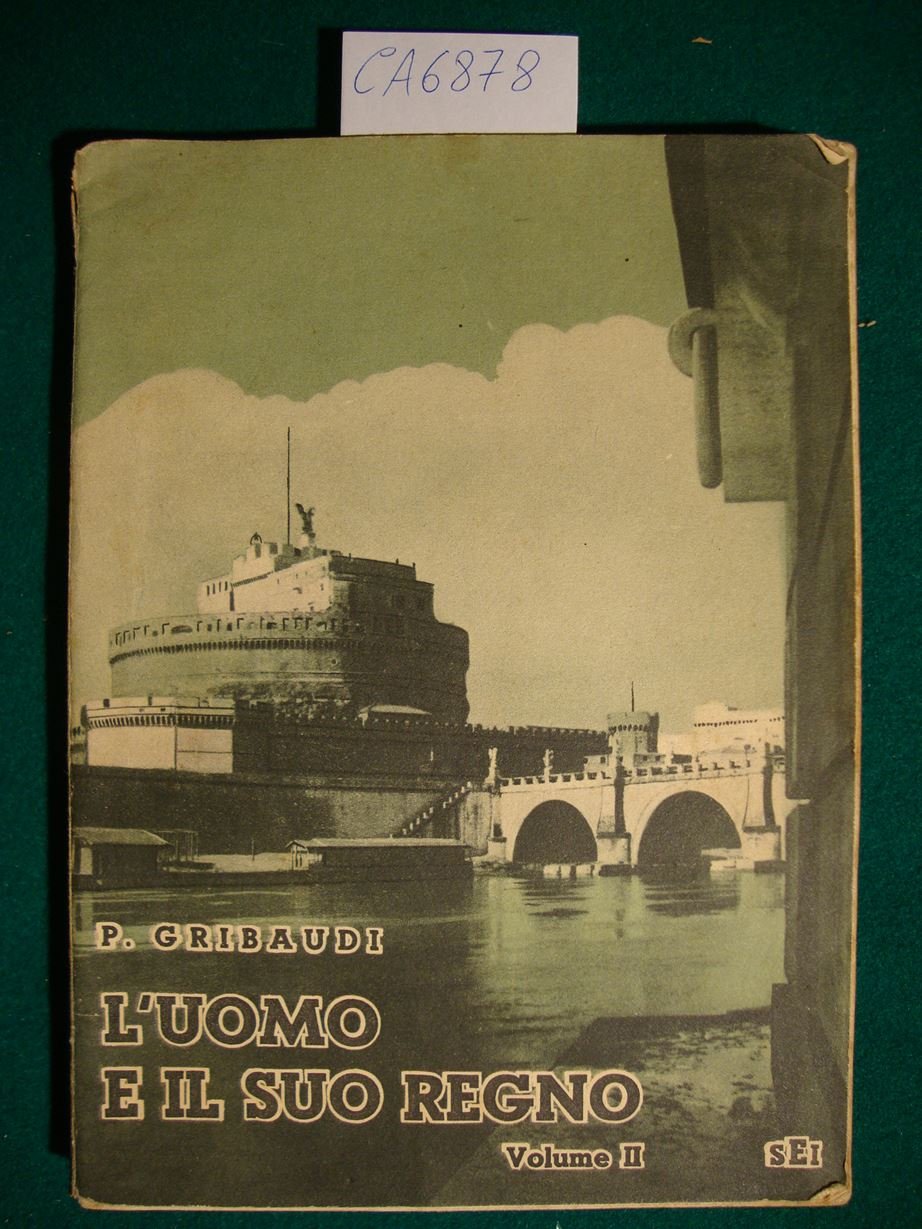 CA6878
P. GRIBAUDI
L'UOMO
E IL SUO REGNO
Volume II
SEI